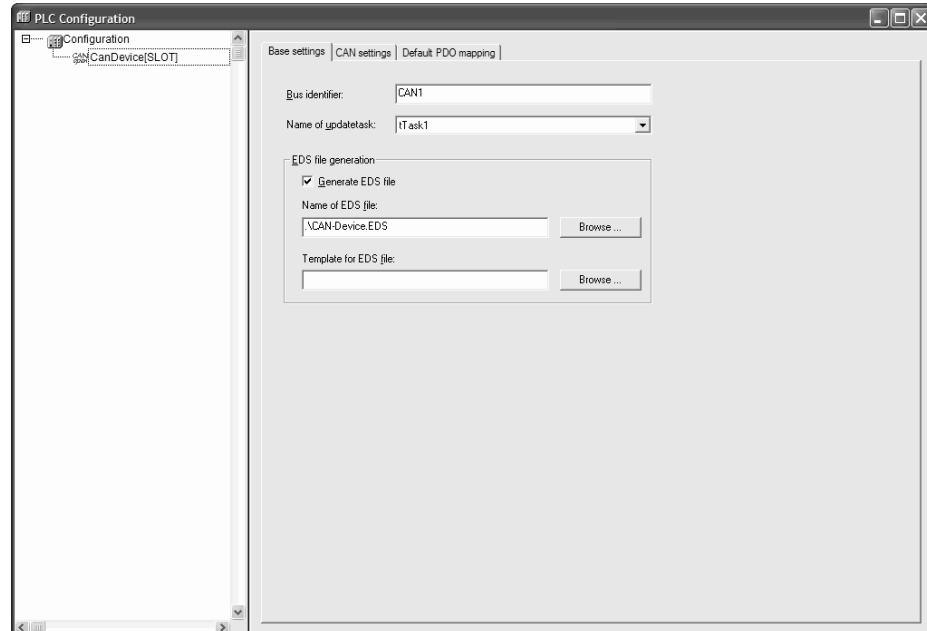 PLC Configuration
Configuration
CAN open CanDevice[SLOT]
Base settings CAN settings Default PDO mapping
Bus identifier: CAN1
Name of updatetask: tTask1
EDS file generation
Generate EDS file
Name of EDS file:
.\CAN-Device.EDS Browse ...
Template for EDS file:
Browse ...